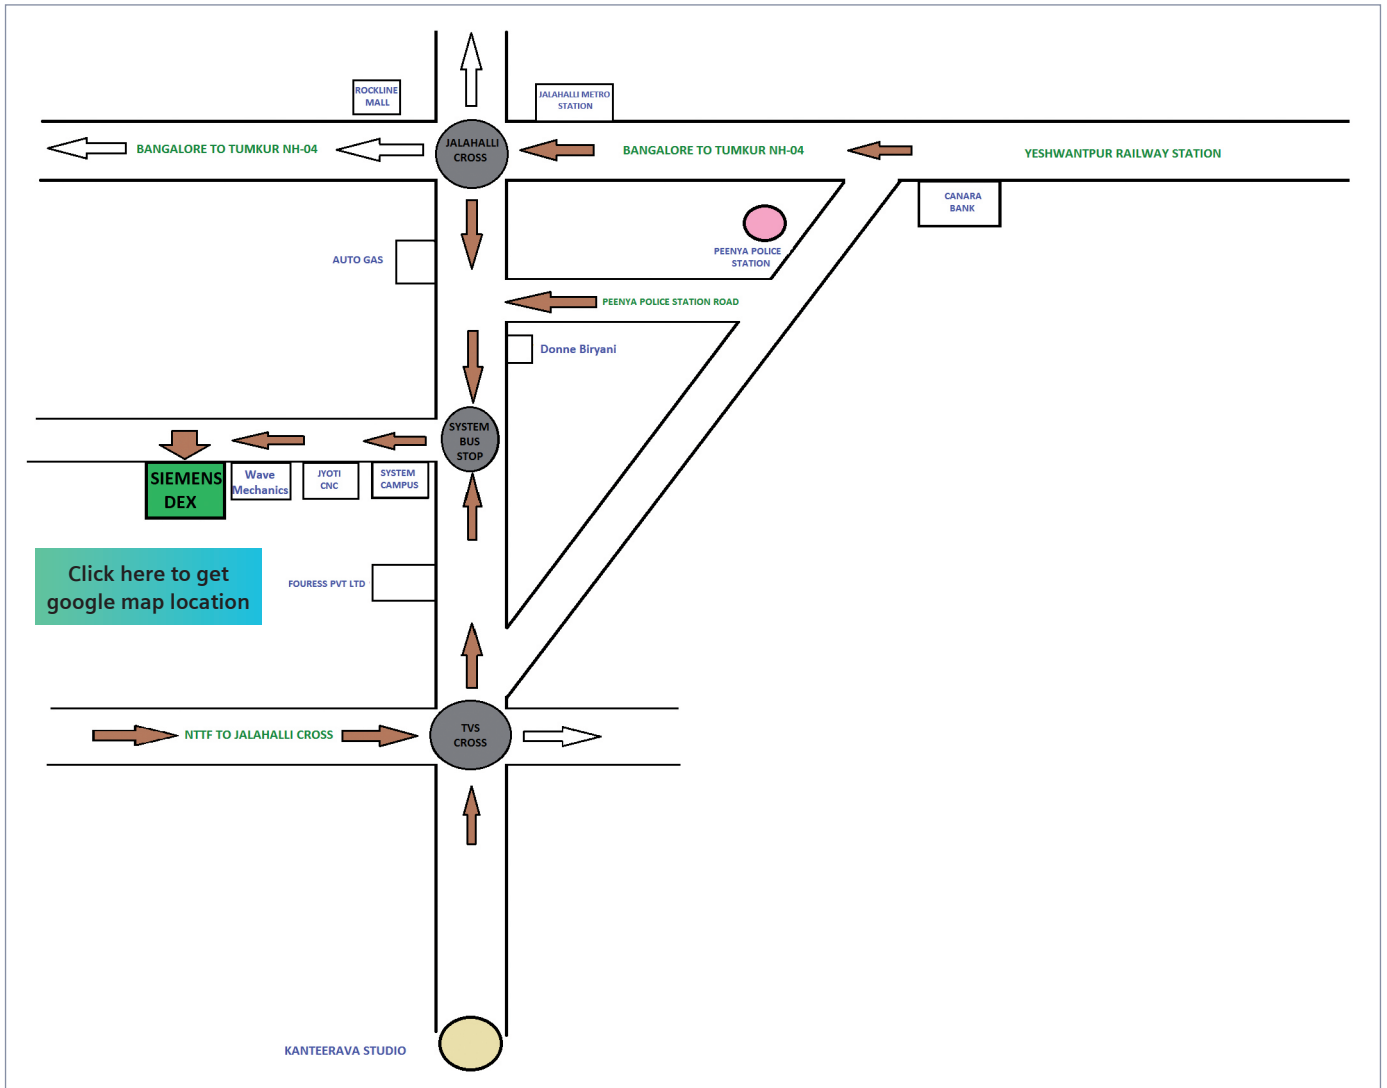 ROCKLINE
MALL
JALAHALLI METRO
STATION
BANGALORE TO TUMKUR NH-04
JALAHALLI
CROSS
BANGALORE TO TUMKUR NH-04
YESHWANTPUR RAILWAY STATION
CANARA
BANK
AUTO GAS
PEENYA POLICE
STATION
PEENYA POLICE STATION ROAD
Donne Biryani
SYSTEM
BUS
STOP
SIEMENS
DEX
Wave
Mechanics
JYOTI
CNC
SYSTEM
CAMPUS
Click here to get
google map location
FOURESS PVT LTD
NTTF TO JALAHALLI CROSS
TVS
CROSS
KANTEERAVA STUDIO